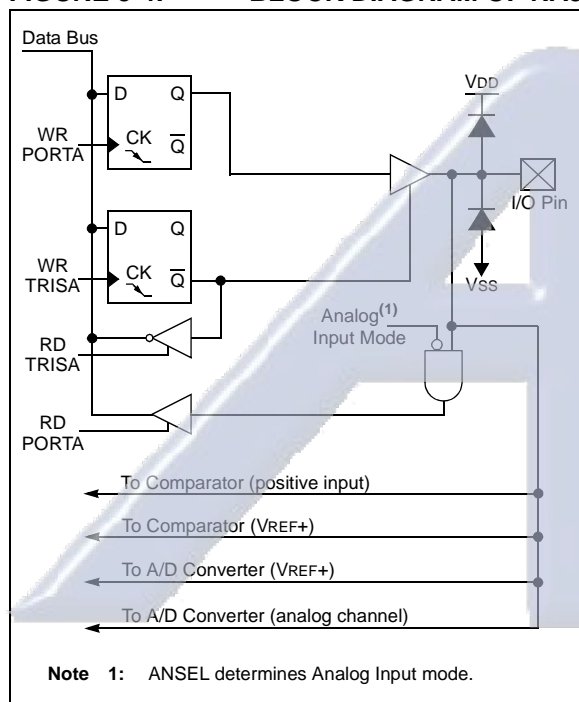 Data Bus
D Q
WR PORTA
CK Q
D Q
WR TRISA
CK Q
RD TRISA
RD PORTA
VDD
I/O Pin
VSS
Analog(1)
Input Mode
To Comparator (positive input)
To Comparator (VREF+)
To A/D Converter (VREF+)
To A/D Converter (analog channel)
Note 1: ANSEL determines Analog Input mode.